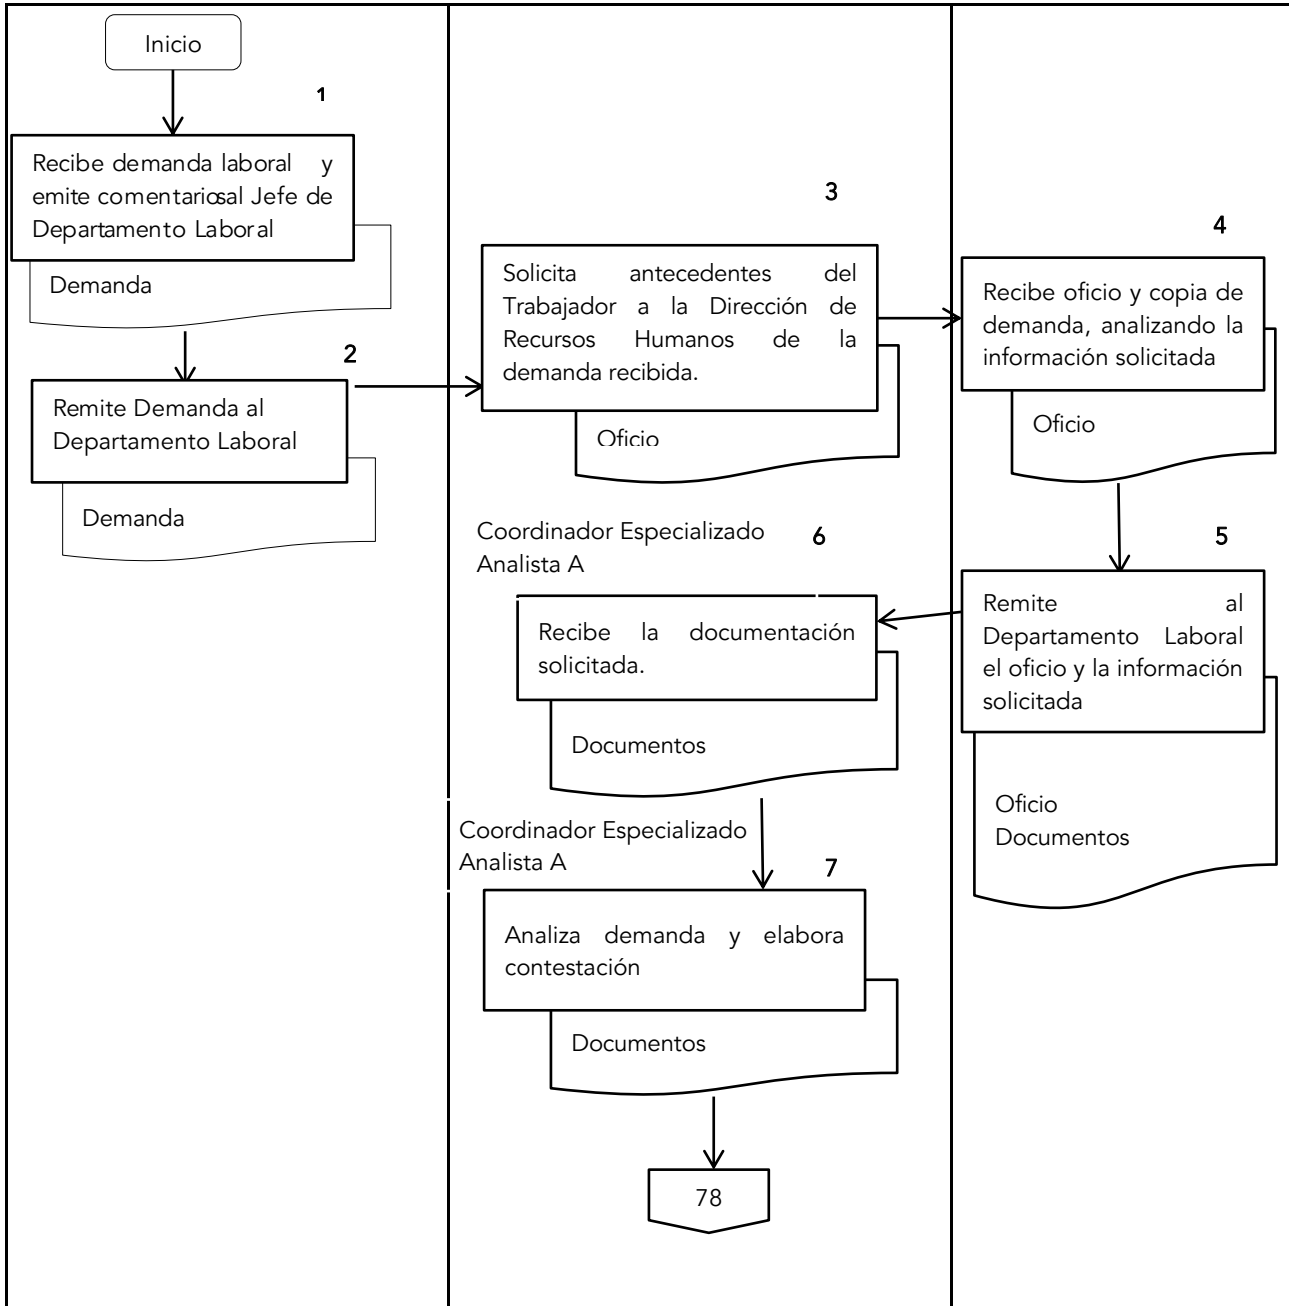 Inicio
1
Recibe demanda laboral y
emite comentariosal Jefe de
Departamento Laboral
Demanda
2
Remite Demanda al
Departamento Laboral
Demanda
3
Solicita antecedentes del
Trabajador a la Dirección de
Recursos Humanos de la
demanda recibida.
Oficio
4
Recibe oficio y copia de
demanda, analizando la
información solicitada
Oficio
5
Remite al
Departamento Laboral
el oficio y la información
solicitada
Oficio
Documentos
Coordinador Especializado
Analista A
6
Recibe la documentación
solicitada.
Documentos
Coordinador Especializado
Analista A
7
Analiza demanda y elabora
contestación
Documentos
78